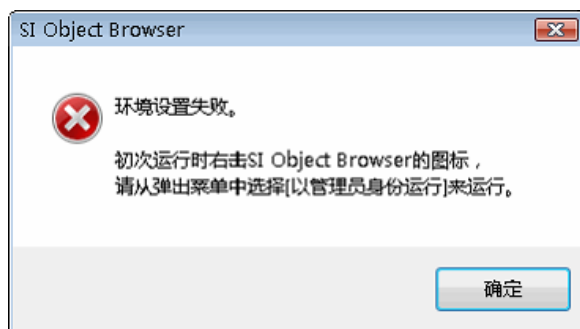 SI Object Browser
环境设置失败。
初次运行时右击SI Object Browser的图标，
请从弹出菜单中选择[以管理员身份运行]来运行。
确定